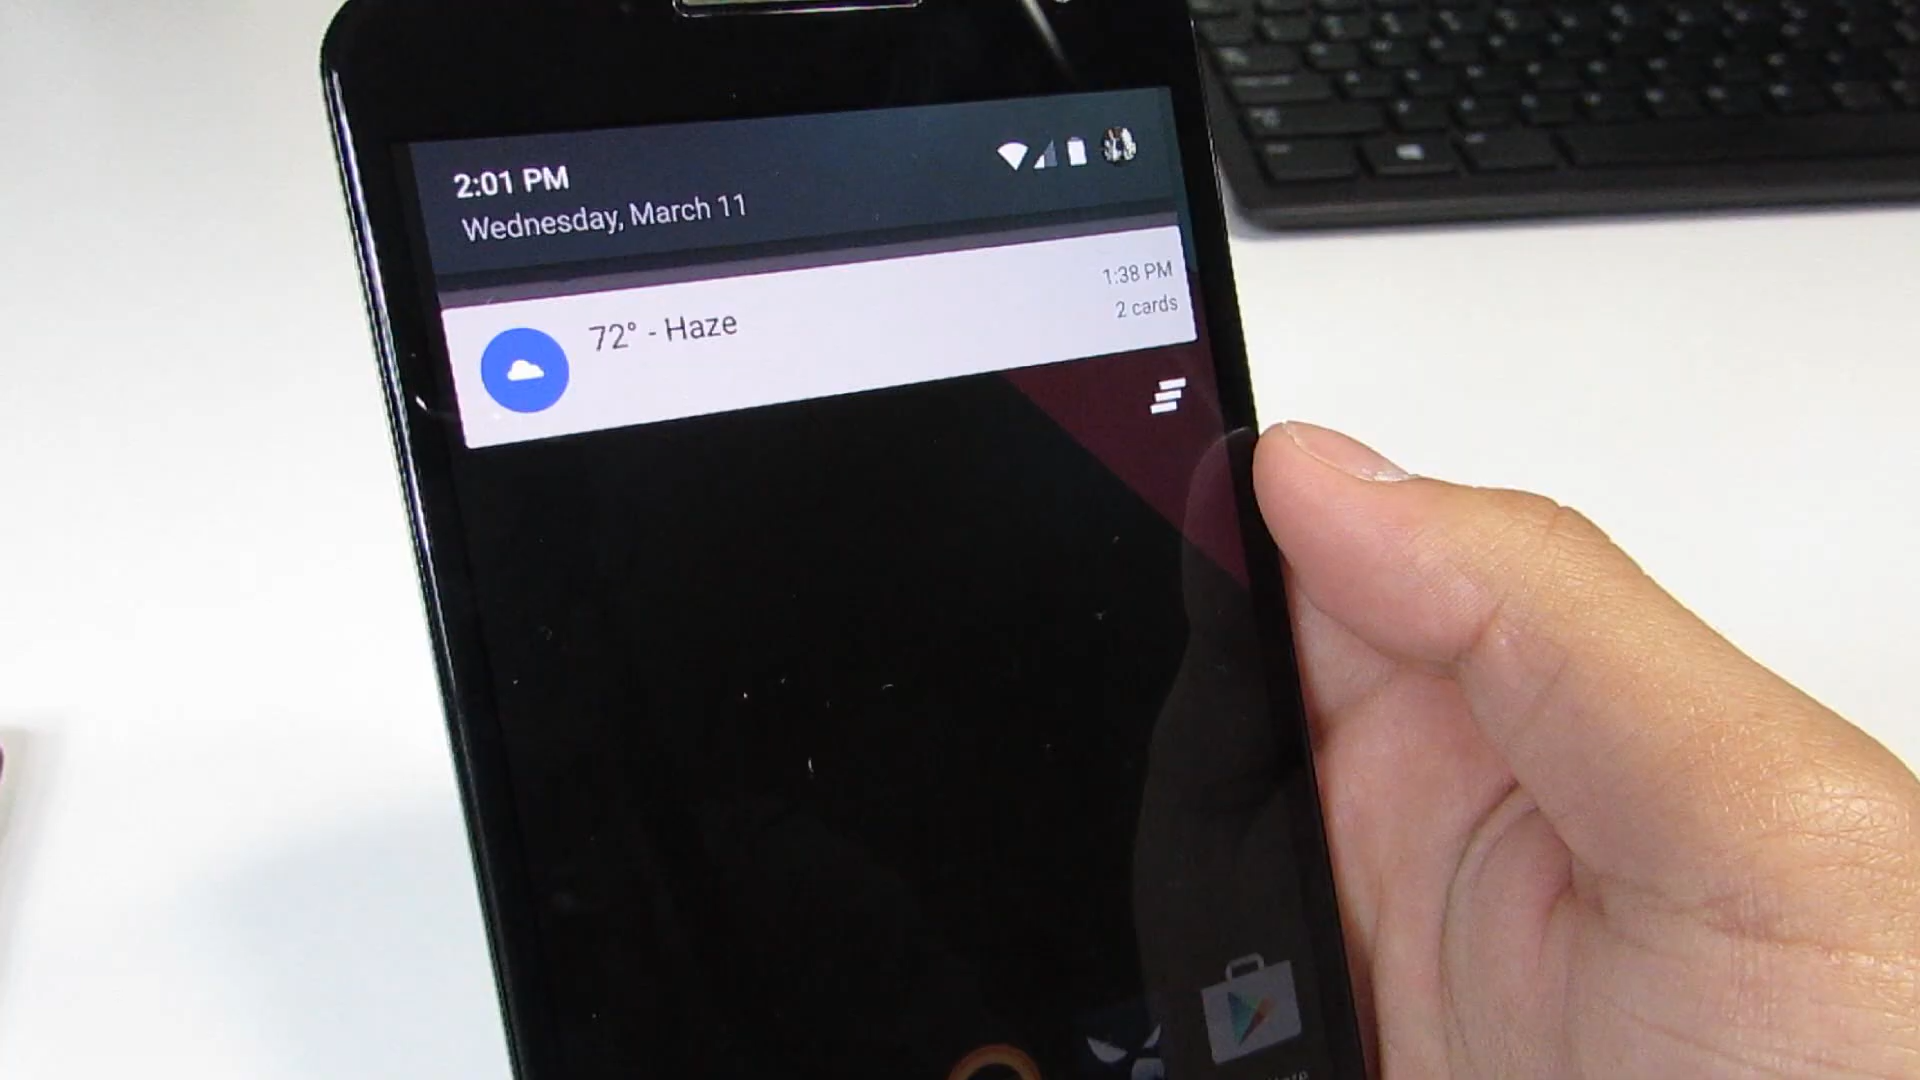 2:01 PM
Wednesday, March 11
72° - Haze
1:38 PM
2 cards